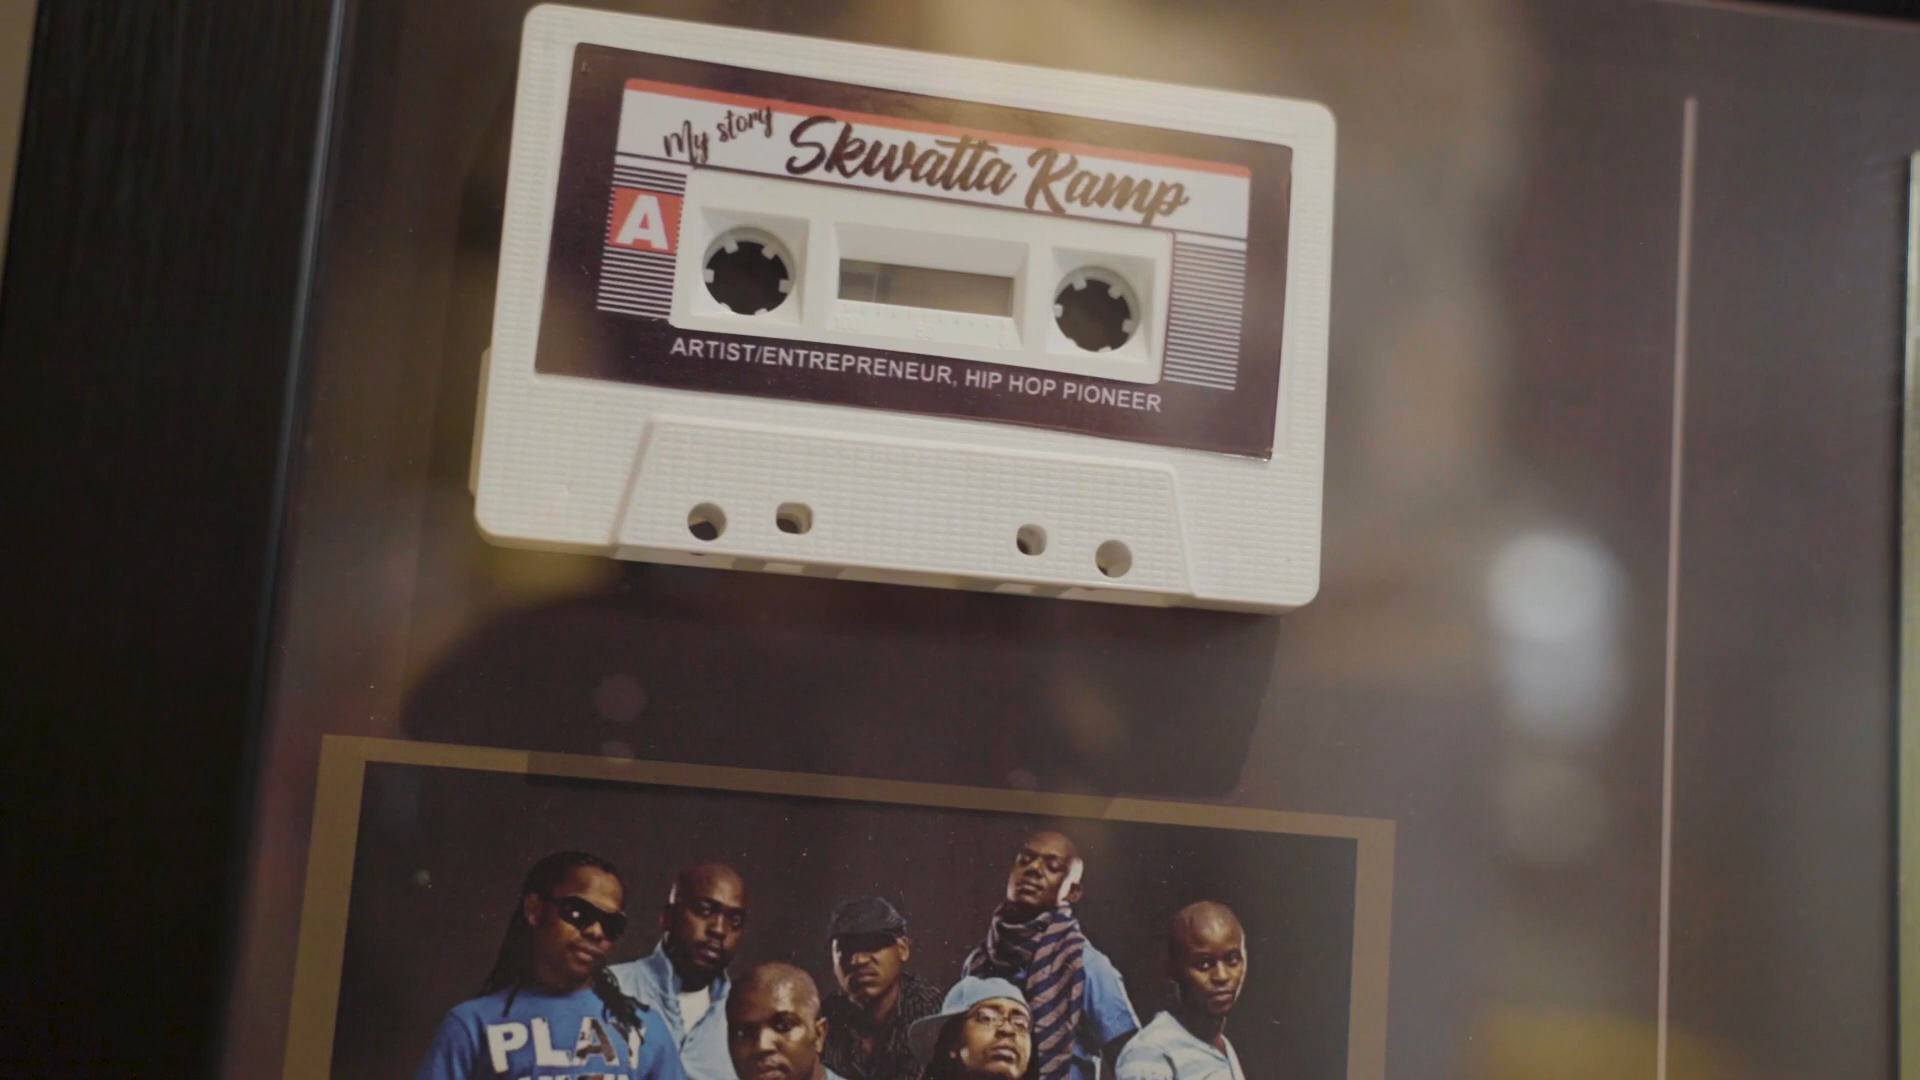 My story Skwatta Kamp
A
ARTIST/ENTREPRENEUR, HIP HOP PIONEER
PLAY